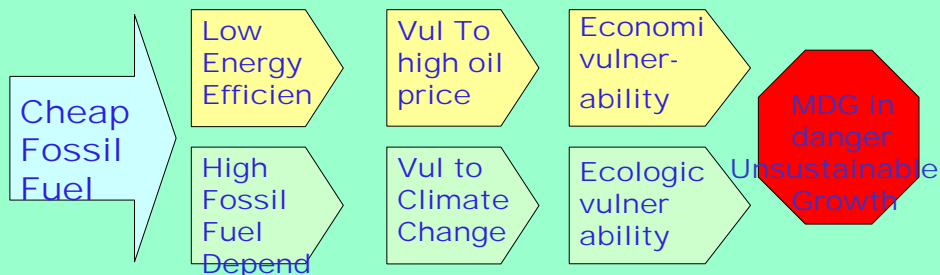 Cheap
Fossil
Fuel
Low
Energy
Efficien
Vul To
high oil
price
Economi
vulner-
ability
High
Fossil
Fuel
Depend
Vul to
Climate
Change
Ecologic
vulner
ability
MDG in
danger
Unsustainable
Growth